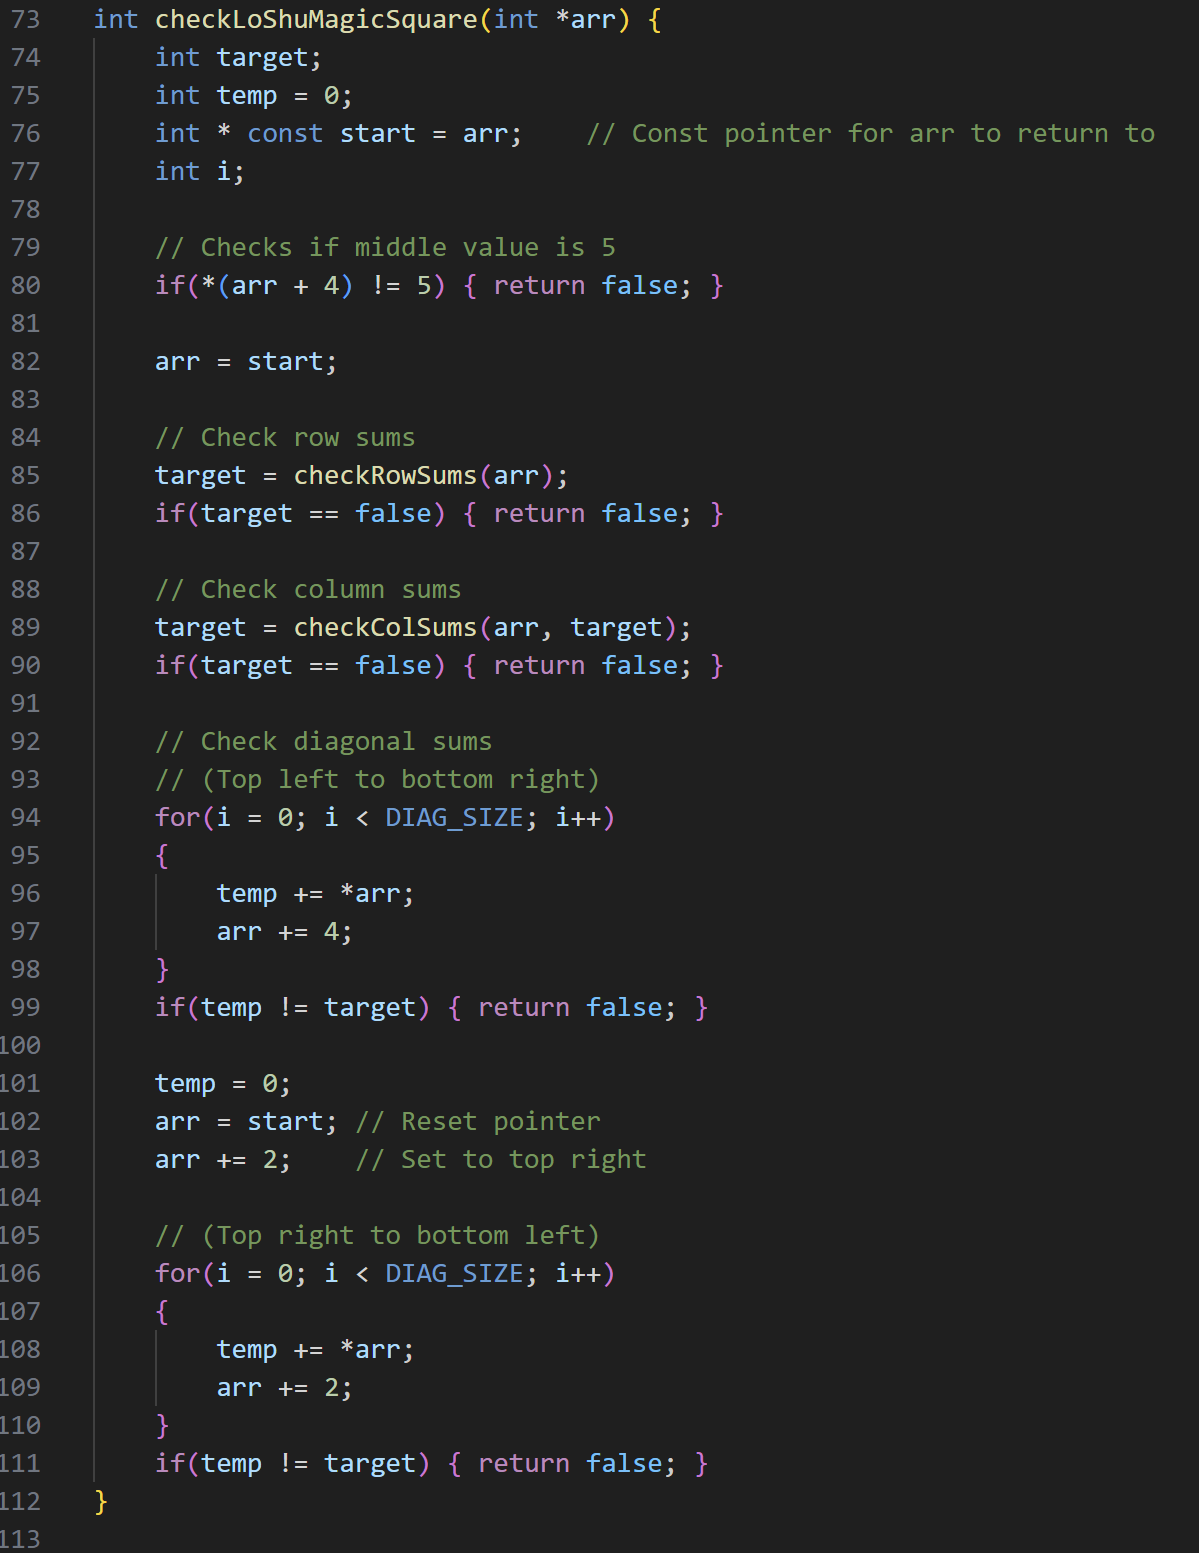 73 int checkLoShuMagicSquare(int *arr) {
74 int target;
75 int temp = 0;
76 int * const start = arr;    // Const pointer for arr to return to
77 int i;
78
79 // Checks if middle value is 5
80 if(*(arr + 4) != 5) { return false; }
81
82 arr = start;
83
84 // Check row sums
85 target = checkRowSums(arr);
86 if(target == false) { return false; }
87
88 // Check column sums
89 target = checkColSums(arr, target);
90 if(target == false) { return false; }
91
92 // Check diagonal sums
93 // (Top left to bottom right)
94 for(i = 0; i < DIAG_SIZE; i++)
95 {
96 temp += *arr;
97 arr += 4;
98 }
99 if(temp != target) { return false; }
100
101 temp = 0;
102 arr = start; // Reset pointer
103 arr += 2;    // Set to top right
104
105 // (Top right to bottom left)
106 for(i = 0; i < DIAG_SIZE; i++)
107 {
108 temp += *arr;
109 arr += 2;
110 }
111 if(temp != target) { return false; }
112 }
113